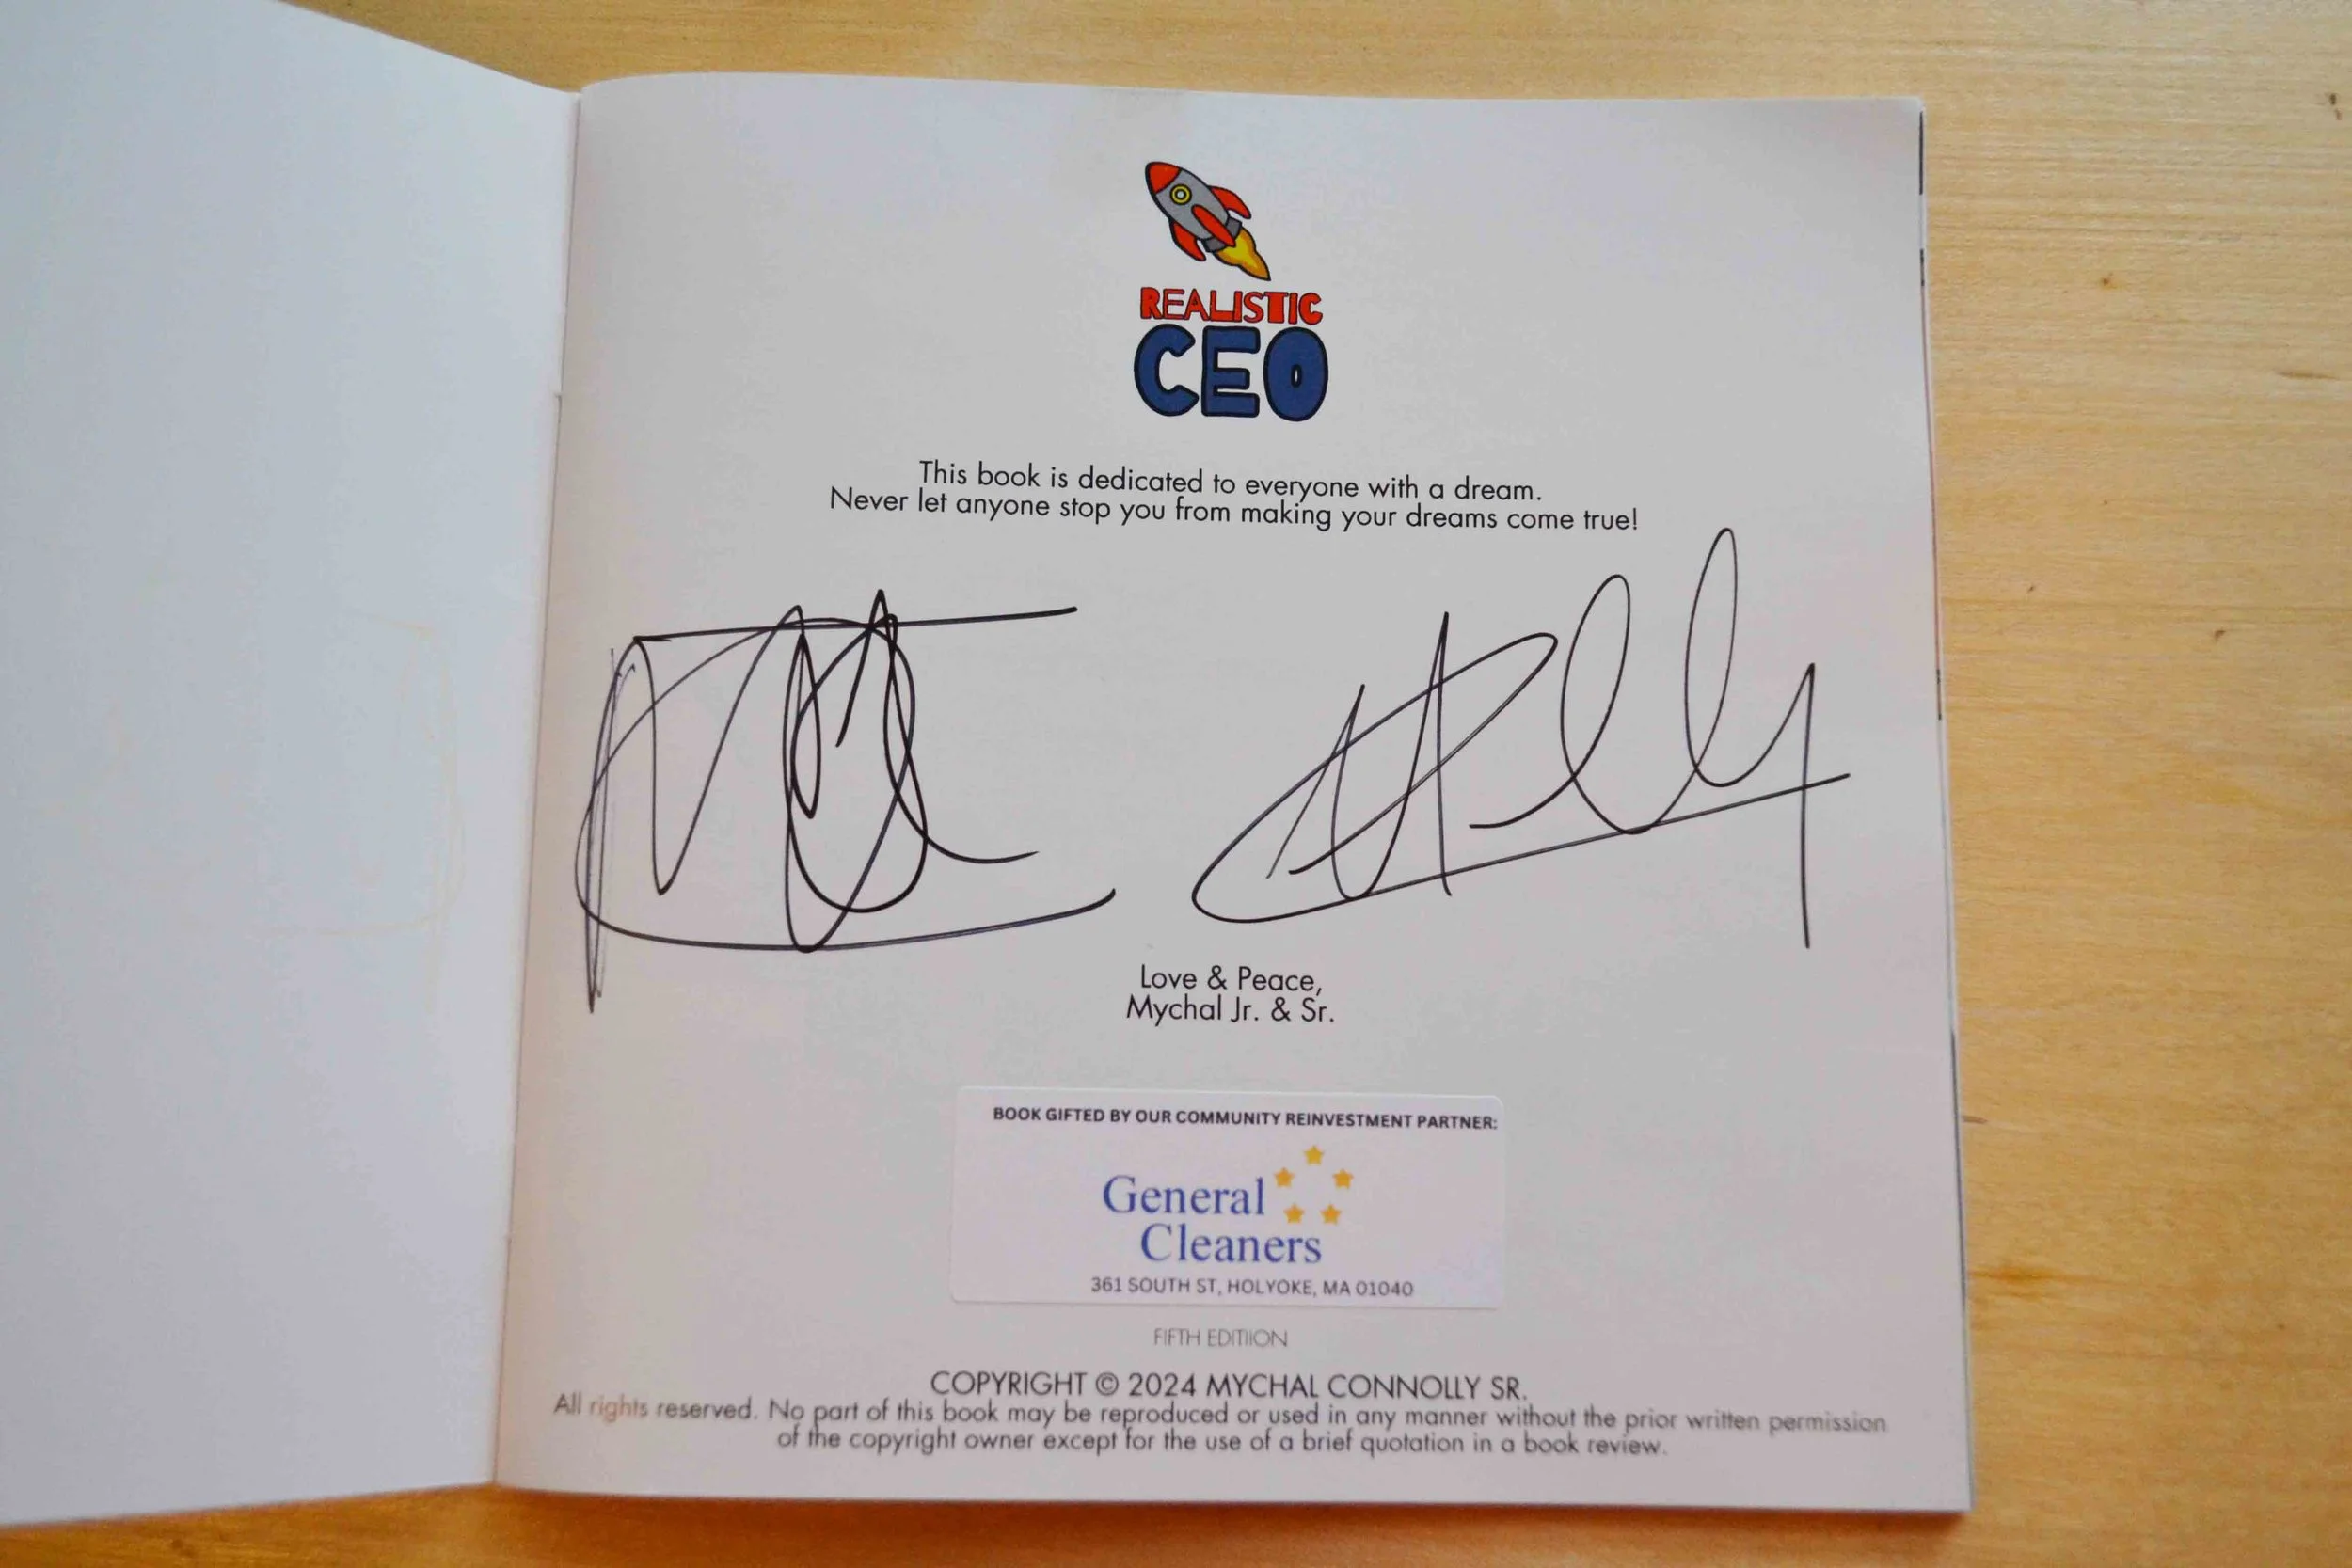 REALISTIC
CEO
This book is dedicated to everyone with a dream.
Never let anyone stop you from making your dreams come true!
Love & Peace,
Mychal Jr. & Sr.
BOOK GIFTED BY OUR COMMUNITY REINVESTMENT PARTNER:
General
Cleaners
361 SOUTH ST, HOLYOKE, MA 01040
FIFTH EDITIION
COPYRIGHT © 2024 MYCHAL CONNOLLY SR.
All rights reserved. No part of this book may be reproduced or used in any manner without the prior written permission
of the copyright owner except for the use of a brief quotation in a book review.